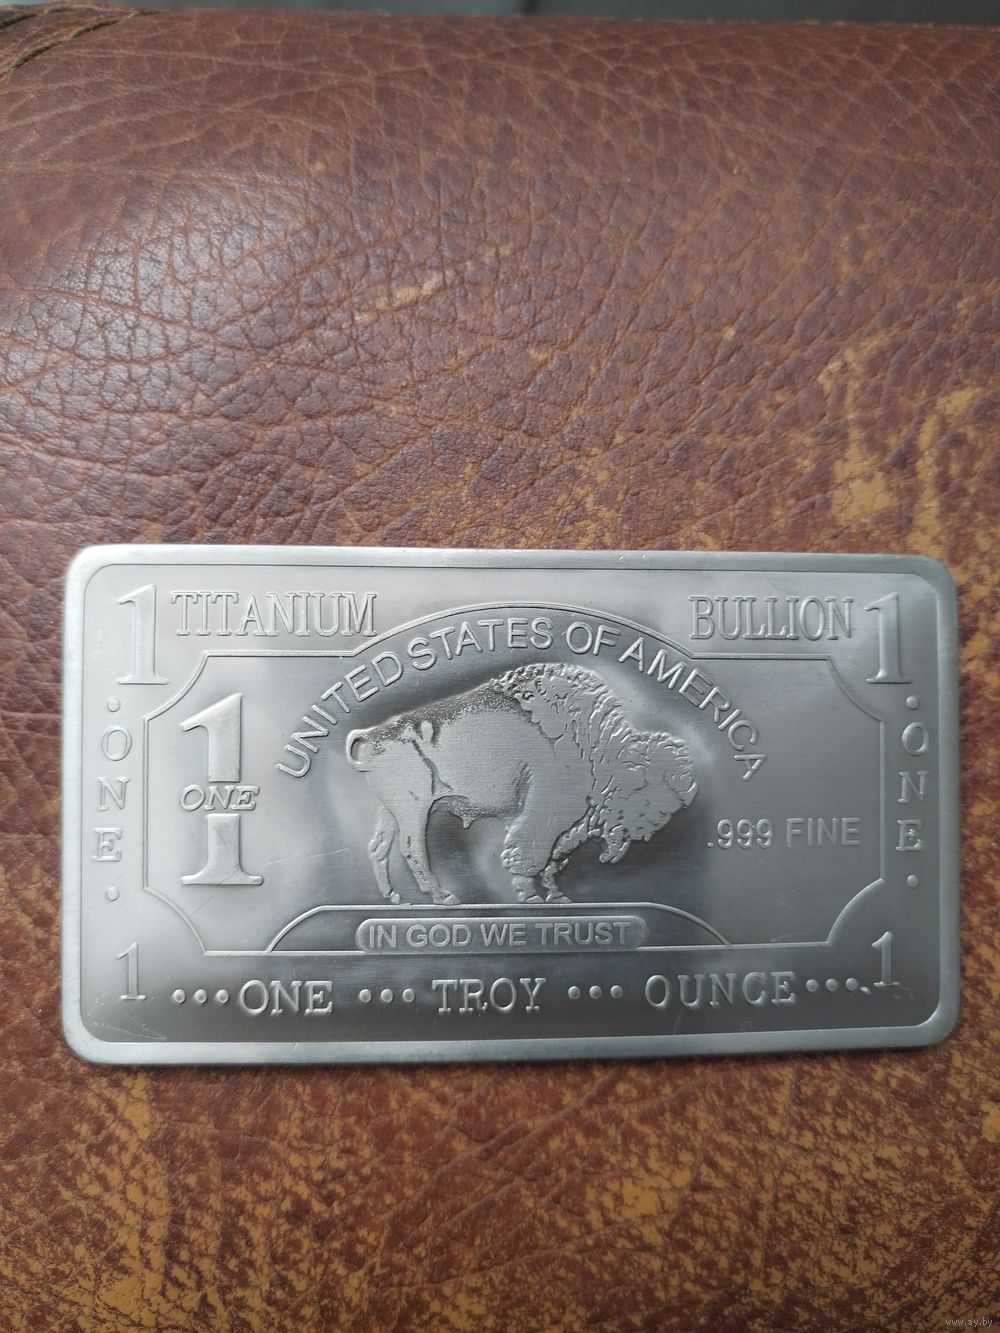 1 TITANIUM BULLION 1
UNITED STATES OF AMERICA
1
ONE
·ONE·
·ONE·
.999 FINE
IN GOD WE TRUST
1 ···ONE ··· TROY ··· OUNCE···. 1
www.ay.by